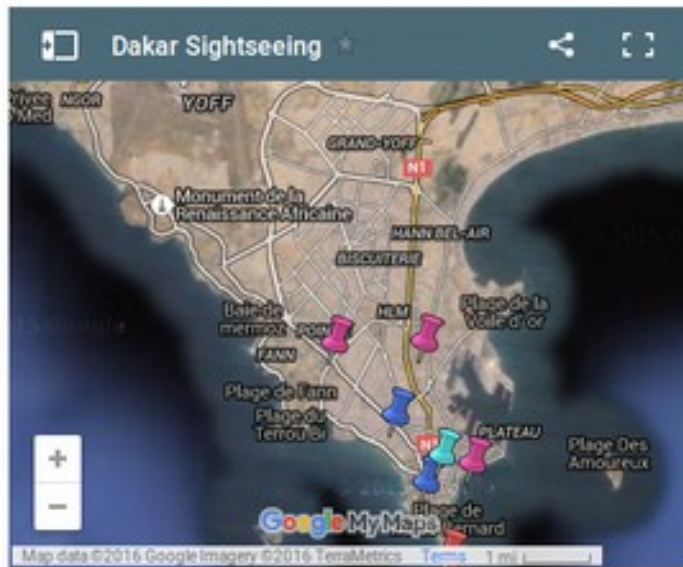 Dakar Sightseeing
NGOR
YOFF
GRAND-YOFF
N1
Monument de la
Renaissance Africaine
HANN BEL-AIR
BISCUITERIE
Baie de
mermoz
HLM
Plage de la
Voile d'or
FANN
Plage de Fann
Plage du
Terrou Bi
PLATEAU
Plage Des
Amoureux
Plage de
Google My Maps
Map data ©2016 Google Imagery ©2016 TerraMetrics Terms 1 mi